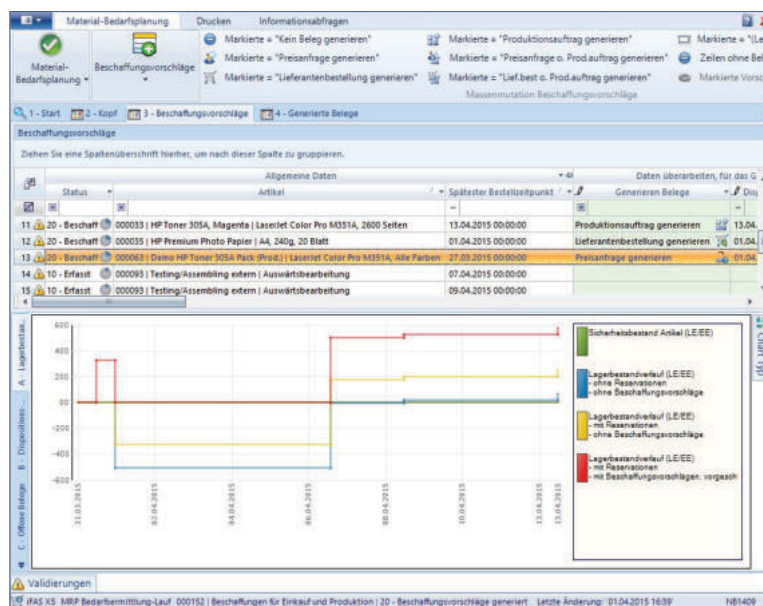 Material-Bedarfsplanung Drucken Informationsabfragen
Material-Bedarfsplanung
Beschaffungsvorschläge
Markierte = "Kein Beleg generieren"
Markierte = "Preisanfrage generieren"
Markierte = "Lieferantenbestellung generieren"
Markierte = "Produktionsauftrag generieren"
Markierte = "Preisanfrage o. Prod.auftrag generieren"
Markierte = "Lief.best o. Prod.auftrag generieren"
Markierte = "(Le
Zeilen ohne Bel
Markierte Vorsc
Massenmutation Beschaffungsvorschläge
1 - Start 2 - Kopf 3 - Beschaffungsvorschläge 4 - Generierte Belege
Beschaffungsvorschläge
Ziehen Sie eine Spaltenüberschrift hierher, um nach dieser Spalte zu gruppieren.
Allgemeine Daten Daten überarbeiten, für das G
Status Artikel Spätester Bestellzeitpunkt Generieren Belege Disp
11 20 - Beschaff 000033 | HP Toner 305A, Magenta | LaserJet Color Pro M351A, 2600 Seiten 13.04.2015 00:00:00 Produktionsauftrag generieren 13.04.
12 20 - Beschaff 000035 | HP Premium Photo Papier | A4, 240g, 20 Blatt 01.04.2015 00:00:00 Lieferantenbestellung generieren 01.04.
13 20 - Beschaff 000063 | Demo HP Toner 305A Pack (Prod.) | LaserJet Color Pro M351A, Alle Farben 27.03.2015 00:00:00 Preisanfrage generieren 01.04.
14 10 - Erfasst 000093 | Testing/Assembling extern | Auswärtsbearbeitung 07.04.2015 00:00:00
15 10 - Erfasst 000093 | Testing/Assembling extern | Auswärtsbearbeitung 09.04.2015 00:00:00
A - Lagerbestan...
B - Dispositions-...
C - Offene Belege
600
400
200
00
-200
-400
-600
31.03.2015
02.04.2015
04.04.2015
06.04.2015
08.04.2015
10.04.2015
13.04.2015
Sicherheitsbestand Artikel (LE/EE)
Lagerbestandverlauf (LE/EE)
- ohne Reservationen
- ohne Beschaffungsvorschläge
Lagerbestandverlauf (LE/EE)
- mit Reservationen
- ohne Beschaffungsvorschläge
Lagerbestandverlauf (LE/EE)
- mit Reservationen
- mit Beschaffungsvorschlägen, vorgesch
Chart Typ
Validierungen
iFAS X5 MRP Bedarfsermittlung-Lauf 000152 | Beschaffungen für Einkauf und Produktion | 20 - Beschaffungsvorschläge generiert Letzte Änderung: 01.04.2015 16:39 NB1409